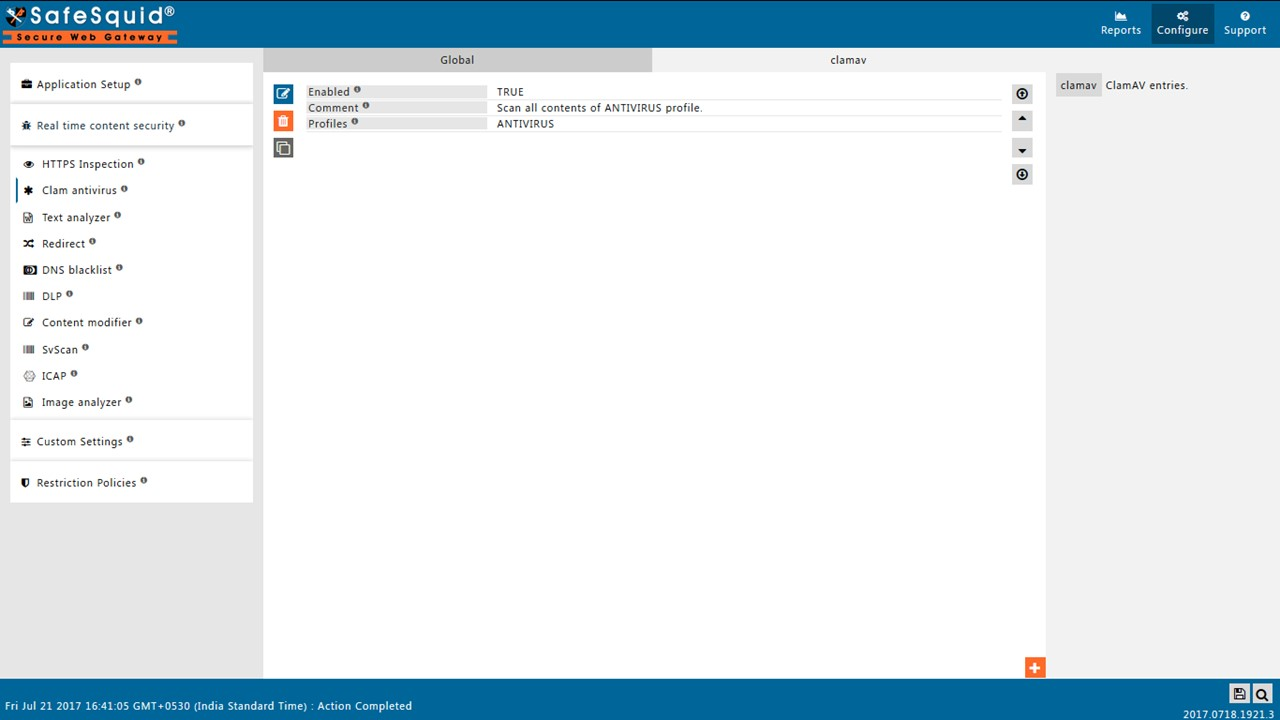 SafeSquid®
Secure Web Gateway
Reports
Configure
Support
Application Setup
Real time content security
HTTPS Inspection
Clam antivirus
Text analyzer
Redirect
DNS blacklist
DLP
Content modifier
SvScan
ICAP
Image analyzer
Custom Settings
Restriction Policies
Global
clamav
Enabled TRUE
Comment Scan all contents of ANTIVIRUS profile.
Profiles ANTIVIRUS
clamav ClamAV entries.
Fri Jul 21 2017 16:41:05 GMT+0530 (India Standard Time) : Action Completed
2017.0718.1921.3